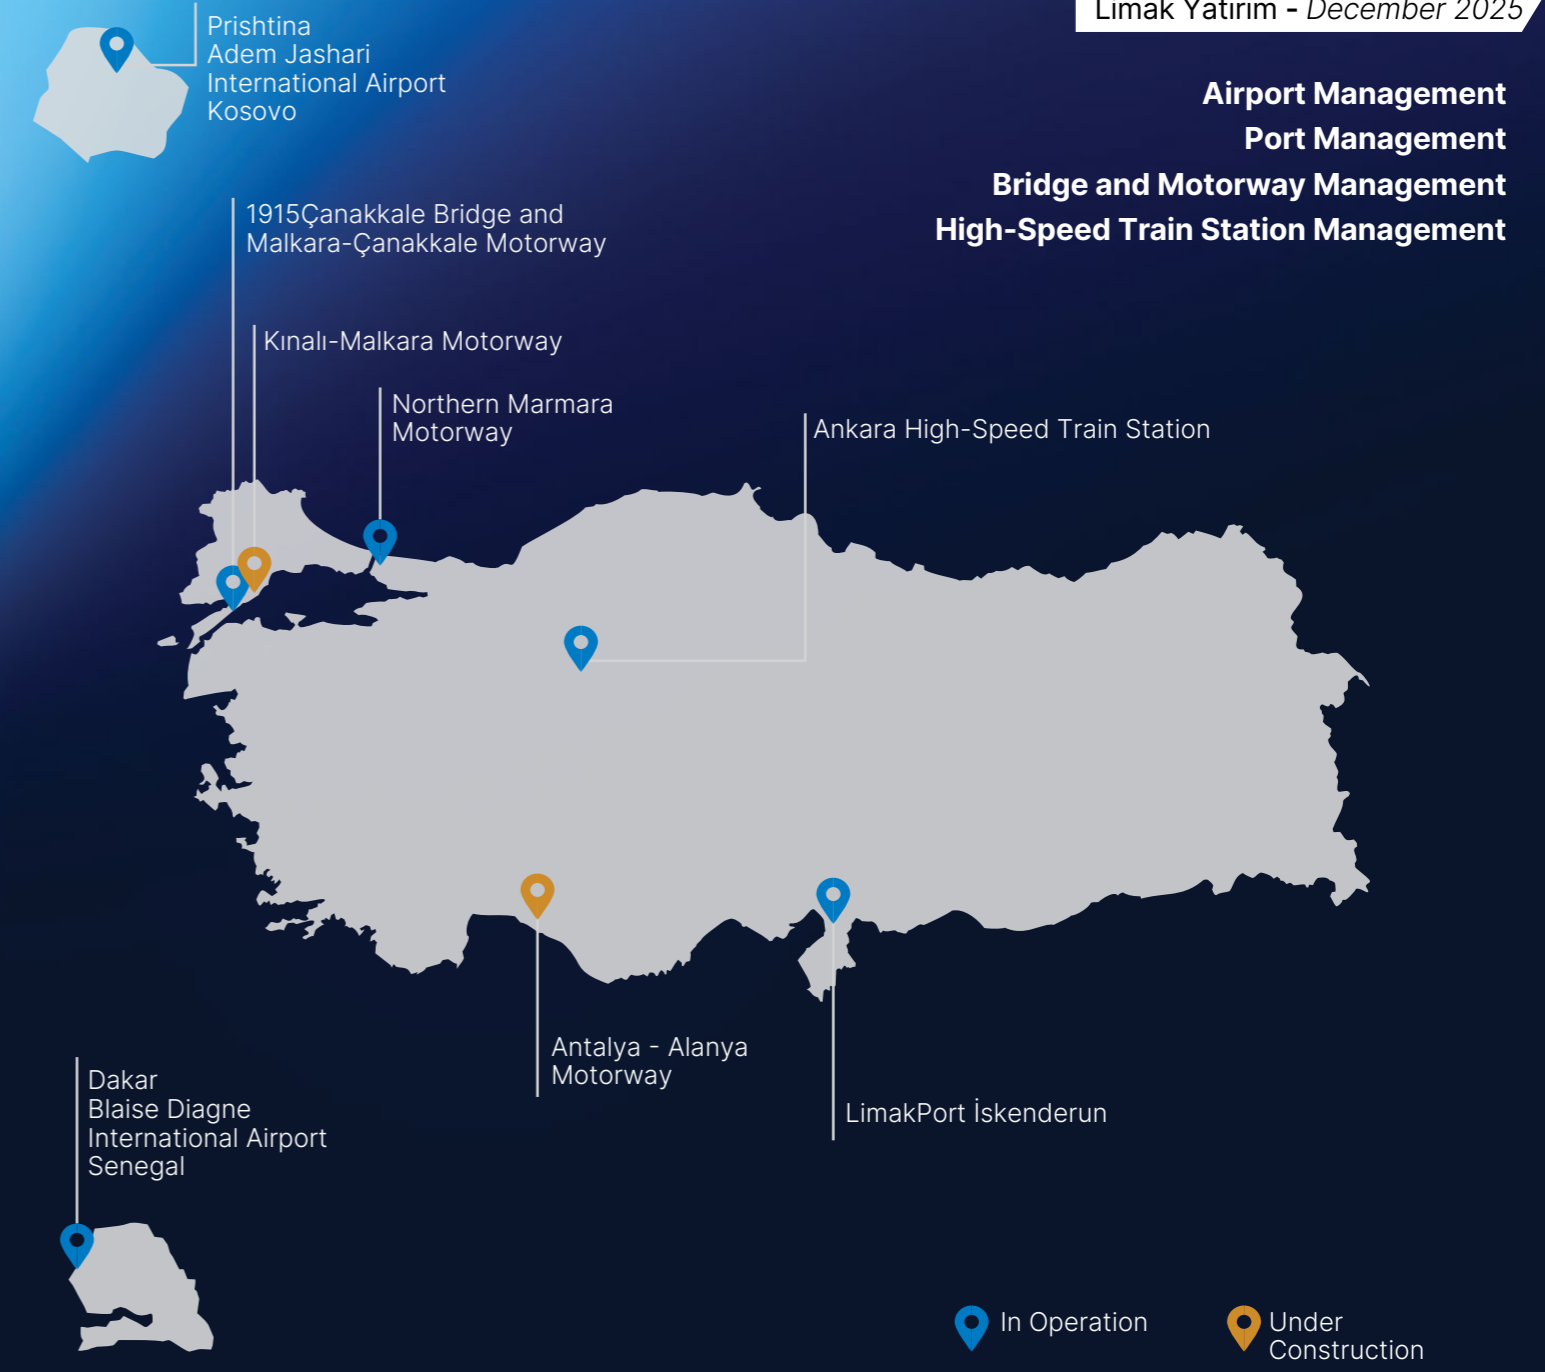 Limak Yatırım - December 2025
Prishtina
Adem Jashari
International Airport
Kosovo
Airport Management
Port Management
Bridge and Motorway Management
High-Speed Train Station Management
1915Çanakkale Bridge and
Malkara-Çanakkale Motorway
Kınalı-Malkara Motorway
Northern Marmara
Motorway
Ankara High-Speed Train Station
Antalya - Alanya
Motorway
LimakPort İskenderun
Dakar
Blaise Diagne
International Airport
Senegal
In Operation
Under
Construction